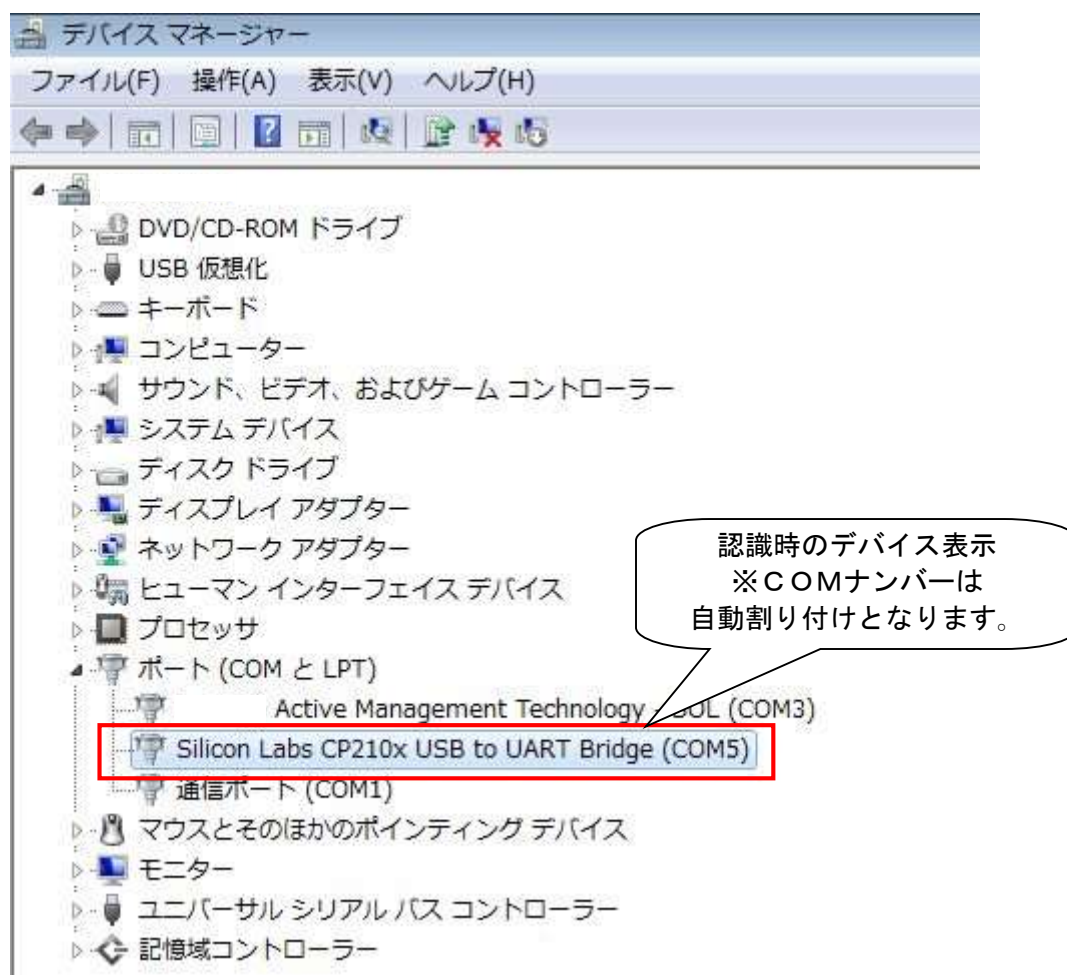 デバイス マネージャー
ファイル(F) 操作(A) 表示(V) ヘルプ(H)
DVD/CD-ROM ドライブ
USB 仮想化
キーボード
コンピューター
サウンド、ビデオ、およびゲーム コントローラー
システム デバイス
ディスク ドライブ
ディスプレイ アダプター
ネットワーク アダプター
ヒューマン インターフェイス デバイス
プロセッサ
認識時のデバイス表示
※ＣＯＭナンバーは
自動割り付けとなります。
ポート (COM と LPT)
Active Management Technology - SOL (COM3)
Silicon Labs CP210x USB to UART Bridge (COM5)
通信ポート (COM1)
マウスとそのほかのポインティング デバイス
モニター
ユニバーサル シリアル バス コントローラー
記憶域コントローラー